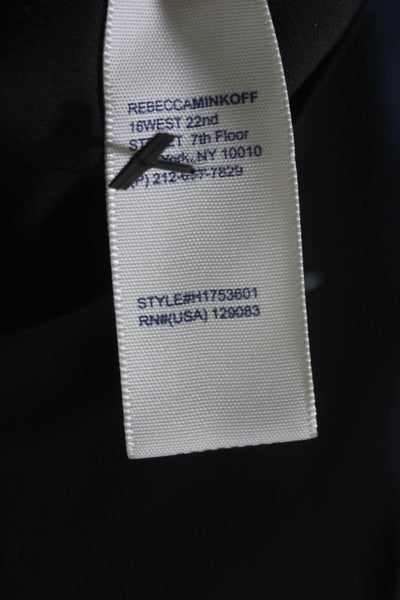 REBECCAMINKOFF
16WEST 22nd
7th Floor
NY 10010
(P)
STYLE#H1753601
RN#(USA) 129083